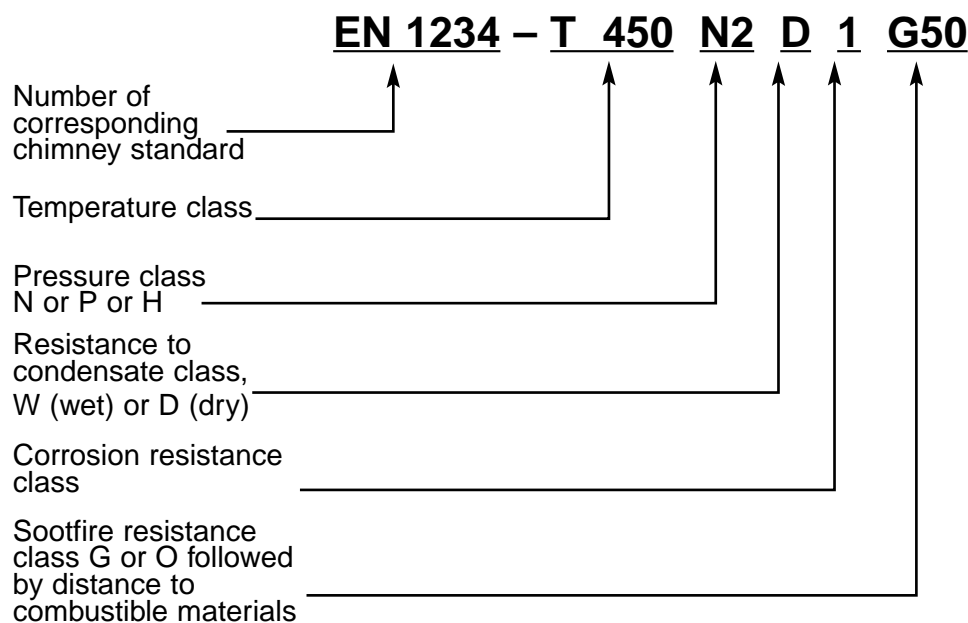 EN 1234 – T 450 N2 D 1 G50
Number of
corresponding
chimney standard
Temperature class
Pressure class
N or P or H
Resistance to
condensate class,
W (wet) or D (dry)
Corrosion resistance
class
Sootfire resistance
class G or O followed
by distance to
combustible materials